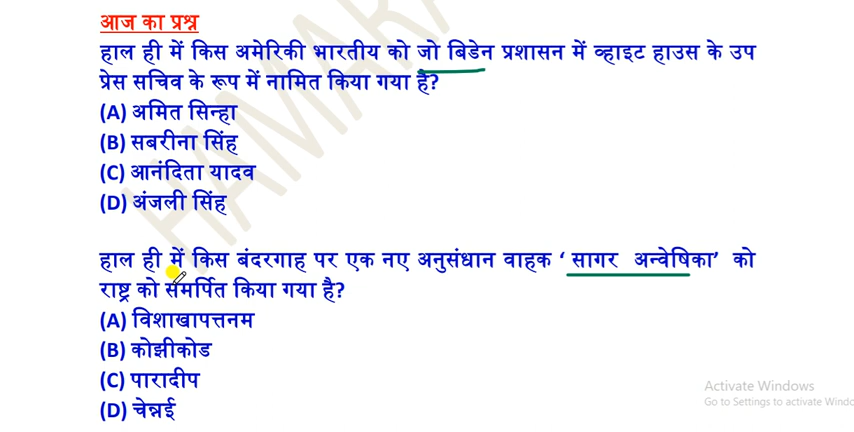 आज का प्रश्न
हाल ही में किस अमेरिकी भारतीय को जो बिडेन प्रशासन में व्हाइट हाउस के उप
प्रेस सचिव के रूप में नामित किया गया है?
(A) अमित सिन्हा
(B) सबरीना सिंह
(C) आनंदिता यादव
(D) अंजली सिंह
हाल ही में किस बंदरगाह पर एक नए अनुसंधान वाहक ‘ सागर अन्वेषिका’ को
राष्ट्र को समर्पित किया गया है?
(A) विशाखापत्तनम
(B) कोझीकोड
(C) पारादीप
(D) चेन्नई
HAMARA
Activate Windows
Go to Settings to activate Windo